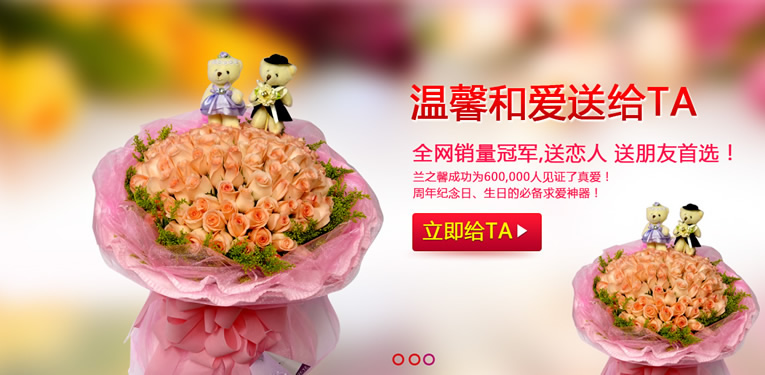 温馨和爱送给TA
全网销量冠军,送恋人 送朋友首选！
兰之馨成功为600,000人见证了真爱！
周年纪念日、生日的必备求爱神器！
立即给TA